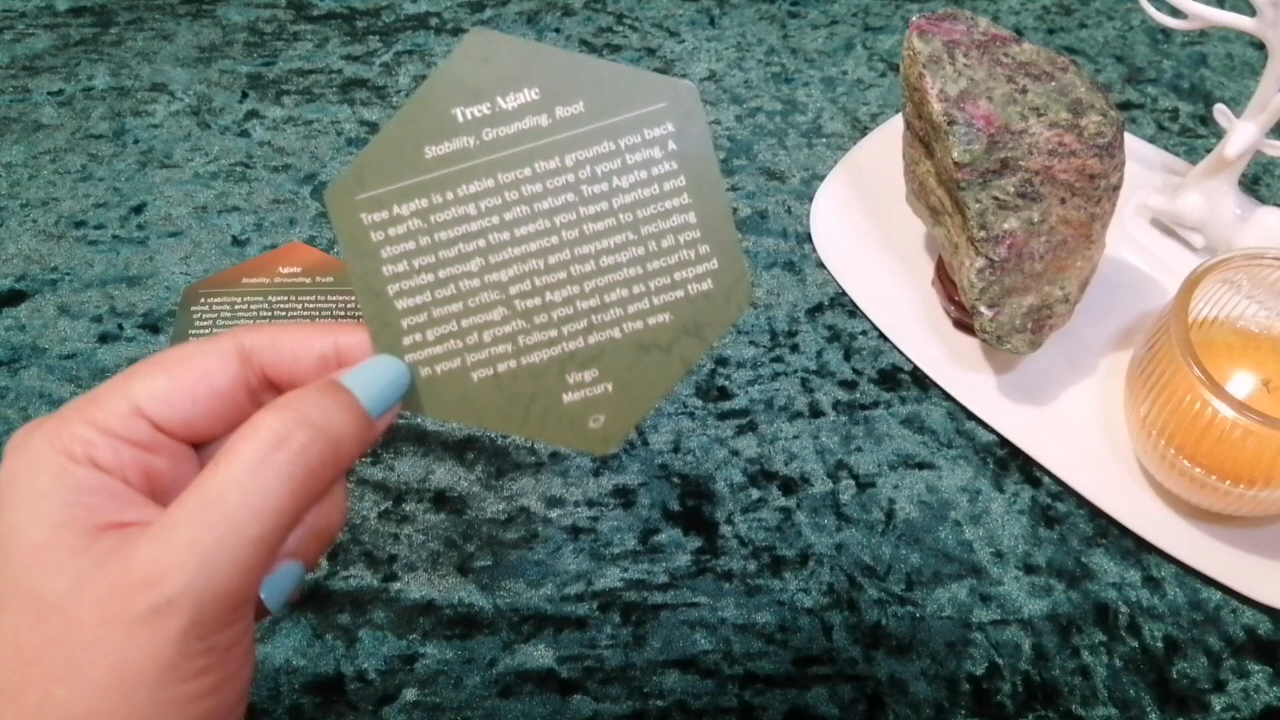 Tree Agate
Stability, Grounding, Root
Tree Agate is a stable force that grounds you back
to earth, rooting you to the core of your being. A
stone in resonance with nature, Tree Agate asks
that you nurture the seeds you have planted and
provide enough sustenance for them to succeed.
Weed out the negativity and naysayers, including
your inner critic, and know that despite it all you
are good enough. Tree Agate promotes security in
moments of growth, so you feel safe as you expand
in your journey. Follow your truth and know that
you are supported along the way.
Virgo
Mercury
Agate
Stability, Grounding, Truth
A stabilizing stone. Agate is used to balance
mind, body, and spirit, creating harmony in all
of your life—much like the patterns on the
itself. Grounding and supportive, Agate helps
reveal